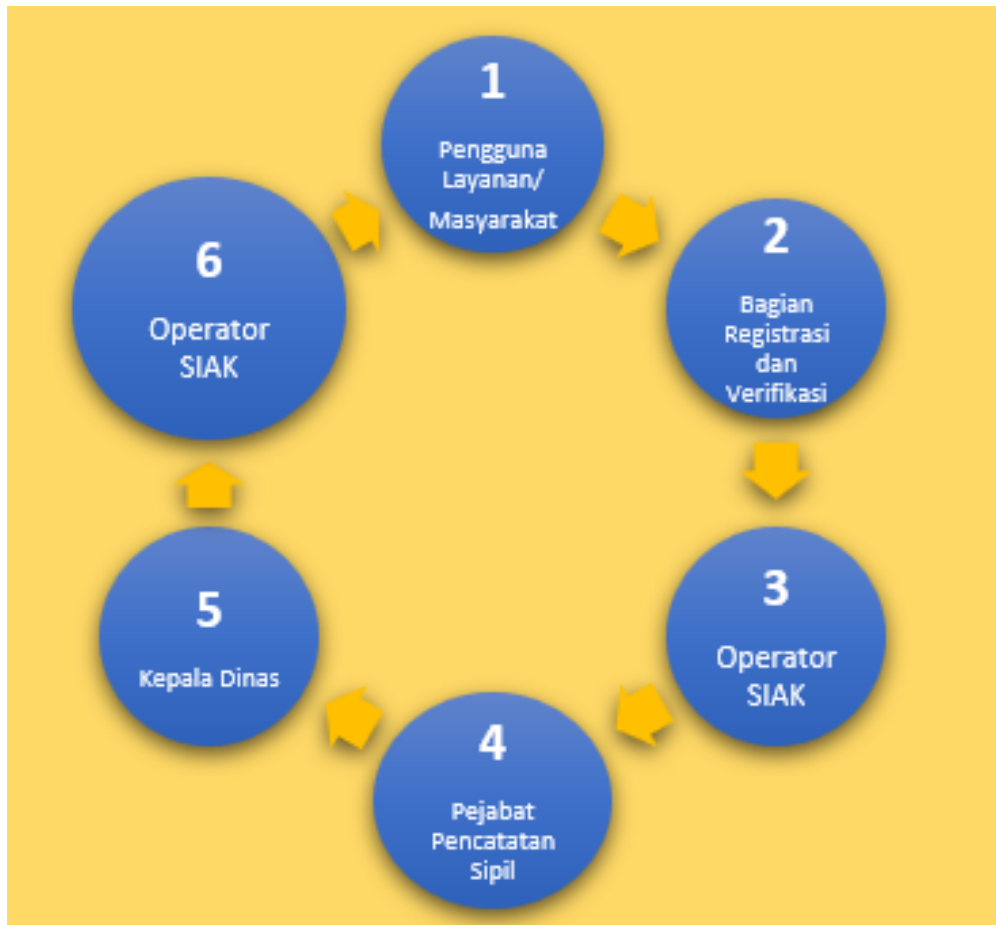 1
Pengguna
Layanan/
Masyarakat
2
Bagian
Registrasi
dan
Verifikasi
3
Operator
SIAK
4
Pejabat
Pencatatan
Sipil
5
Kepala Dinas
6
Operator
SIAK